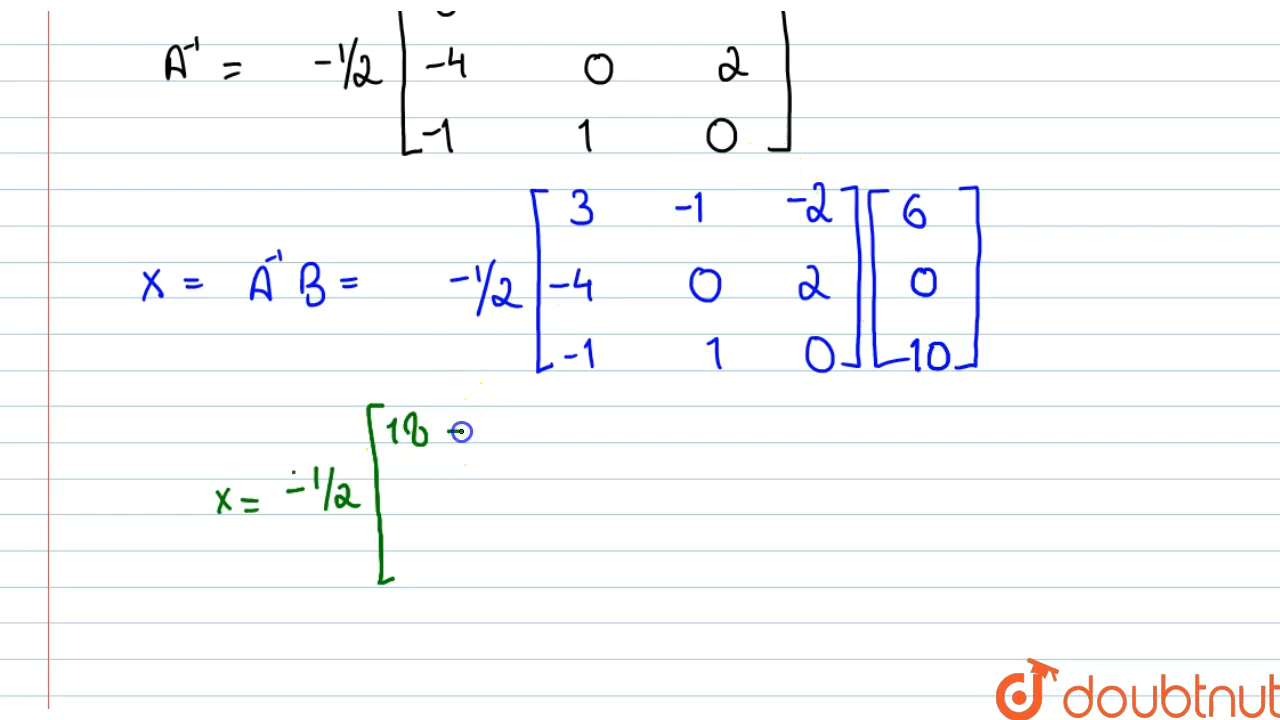 A⁻¹ = -1/2 [ -4 0 2
-1 1 0 ]
3 -1 -2 6
x = A⁻¹ B = -1/2 -4 0 2 0
-1 1 0 10
18 -
x = -1/2
doubtnut